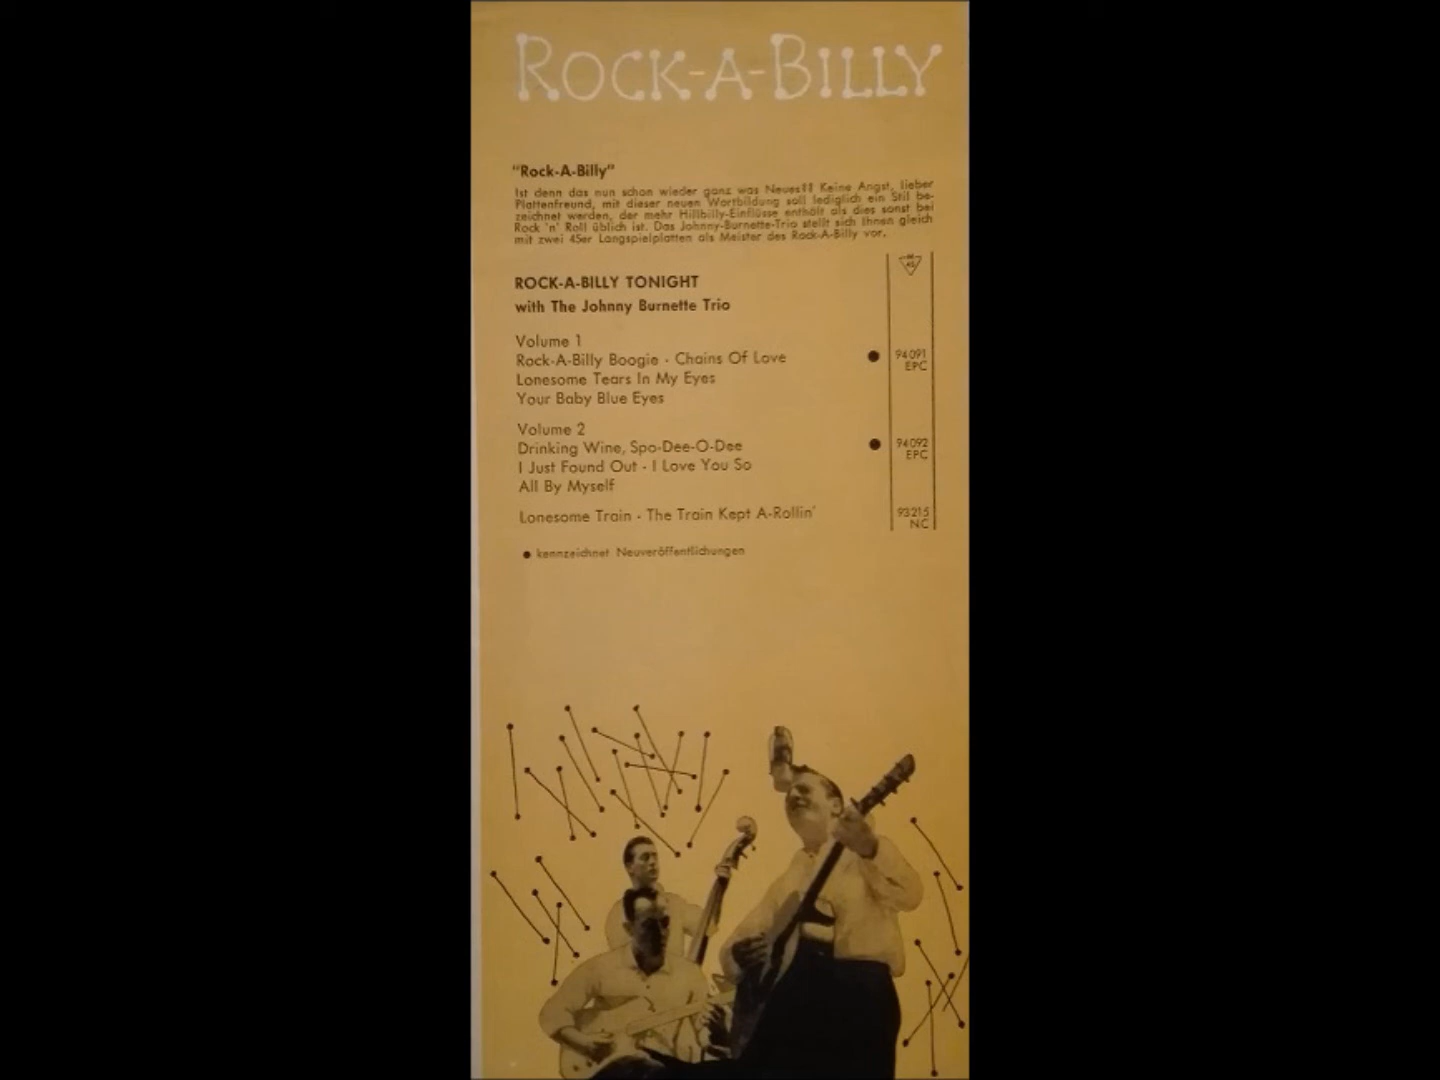 ROCK-A-BILLY
"Rock-A-Billy"
Ist denn das nun schon wieder ganz was Neues?? Keine Angst, lieber
Plattenfreund, mit dieser neuen Wortbildung soll lediglich ein Stil be-
zeichnet werden, der mehr Hillbilly-Einflüsse enthält als dies sonst bei
Rock 'n' Roll üblich ist. Das Johnny-Burnette-Trio stellt sich Ihnen gleich
mit zwei 45er Langspielplatten als Meister des Rock-A-Billy vor.
ROCK-A-BILLY TONIGHT
with The Johnny Burnette Trio
Volume 1
Rock-A-Billy Boogie · Chains Of Love
● 94091
EPC
Lonesome Tears In My Eyes
Your Baby Blue Eyes
Volume 2
Drinking Wine, Spo-Dee-O-Dee
● 94092
EPC
I Just Found Out · I Love You So
All By Myself
Lonesome Train · The Train Kept A-Rollin'
93215
NC
● kennzeichnet Neuveröffentlichungen